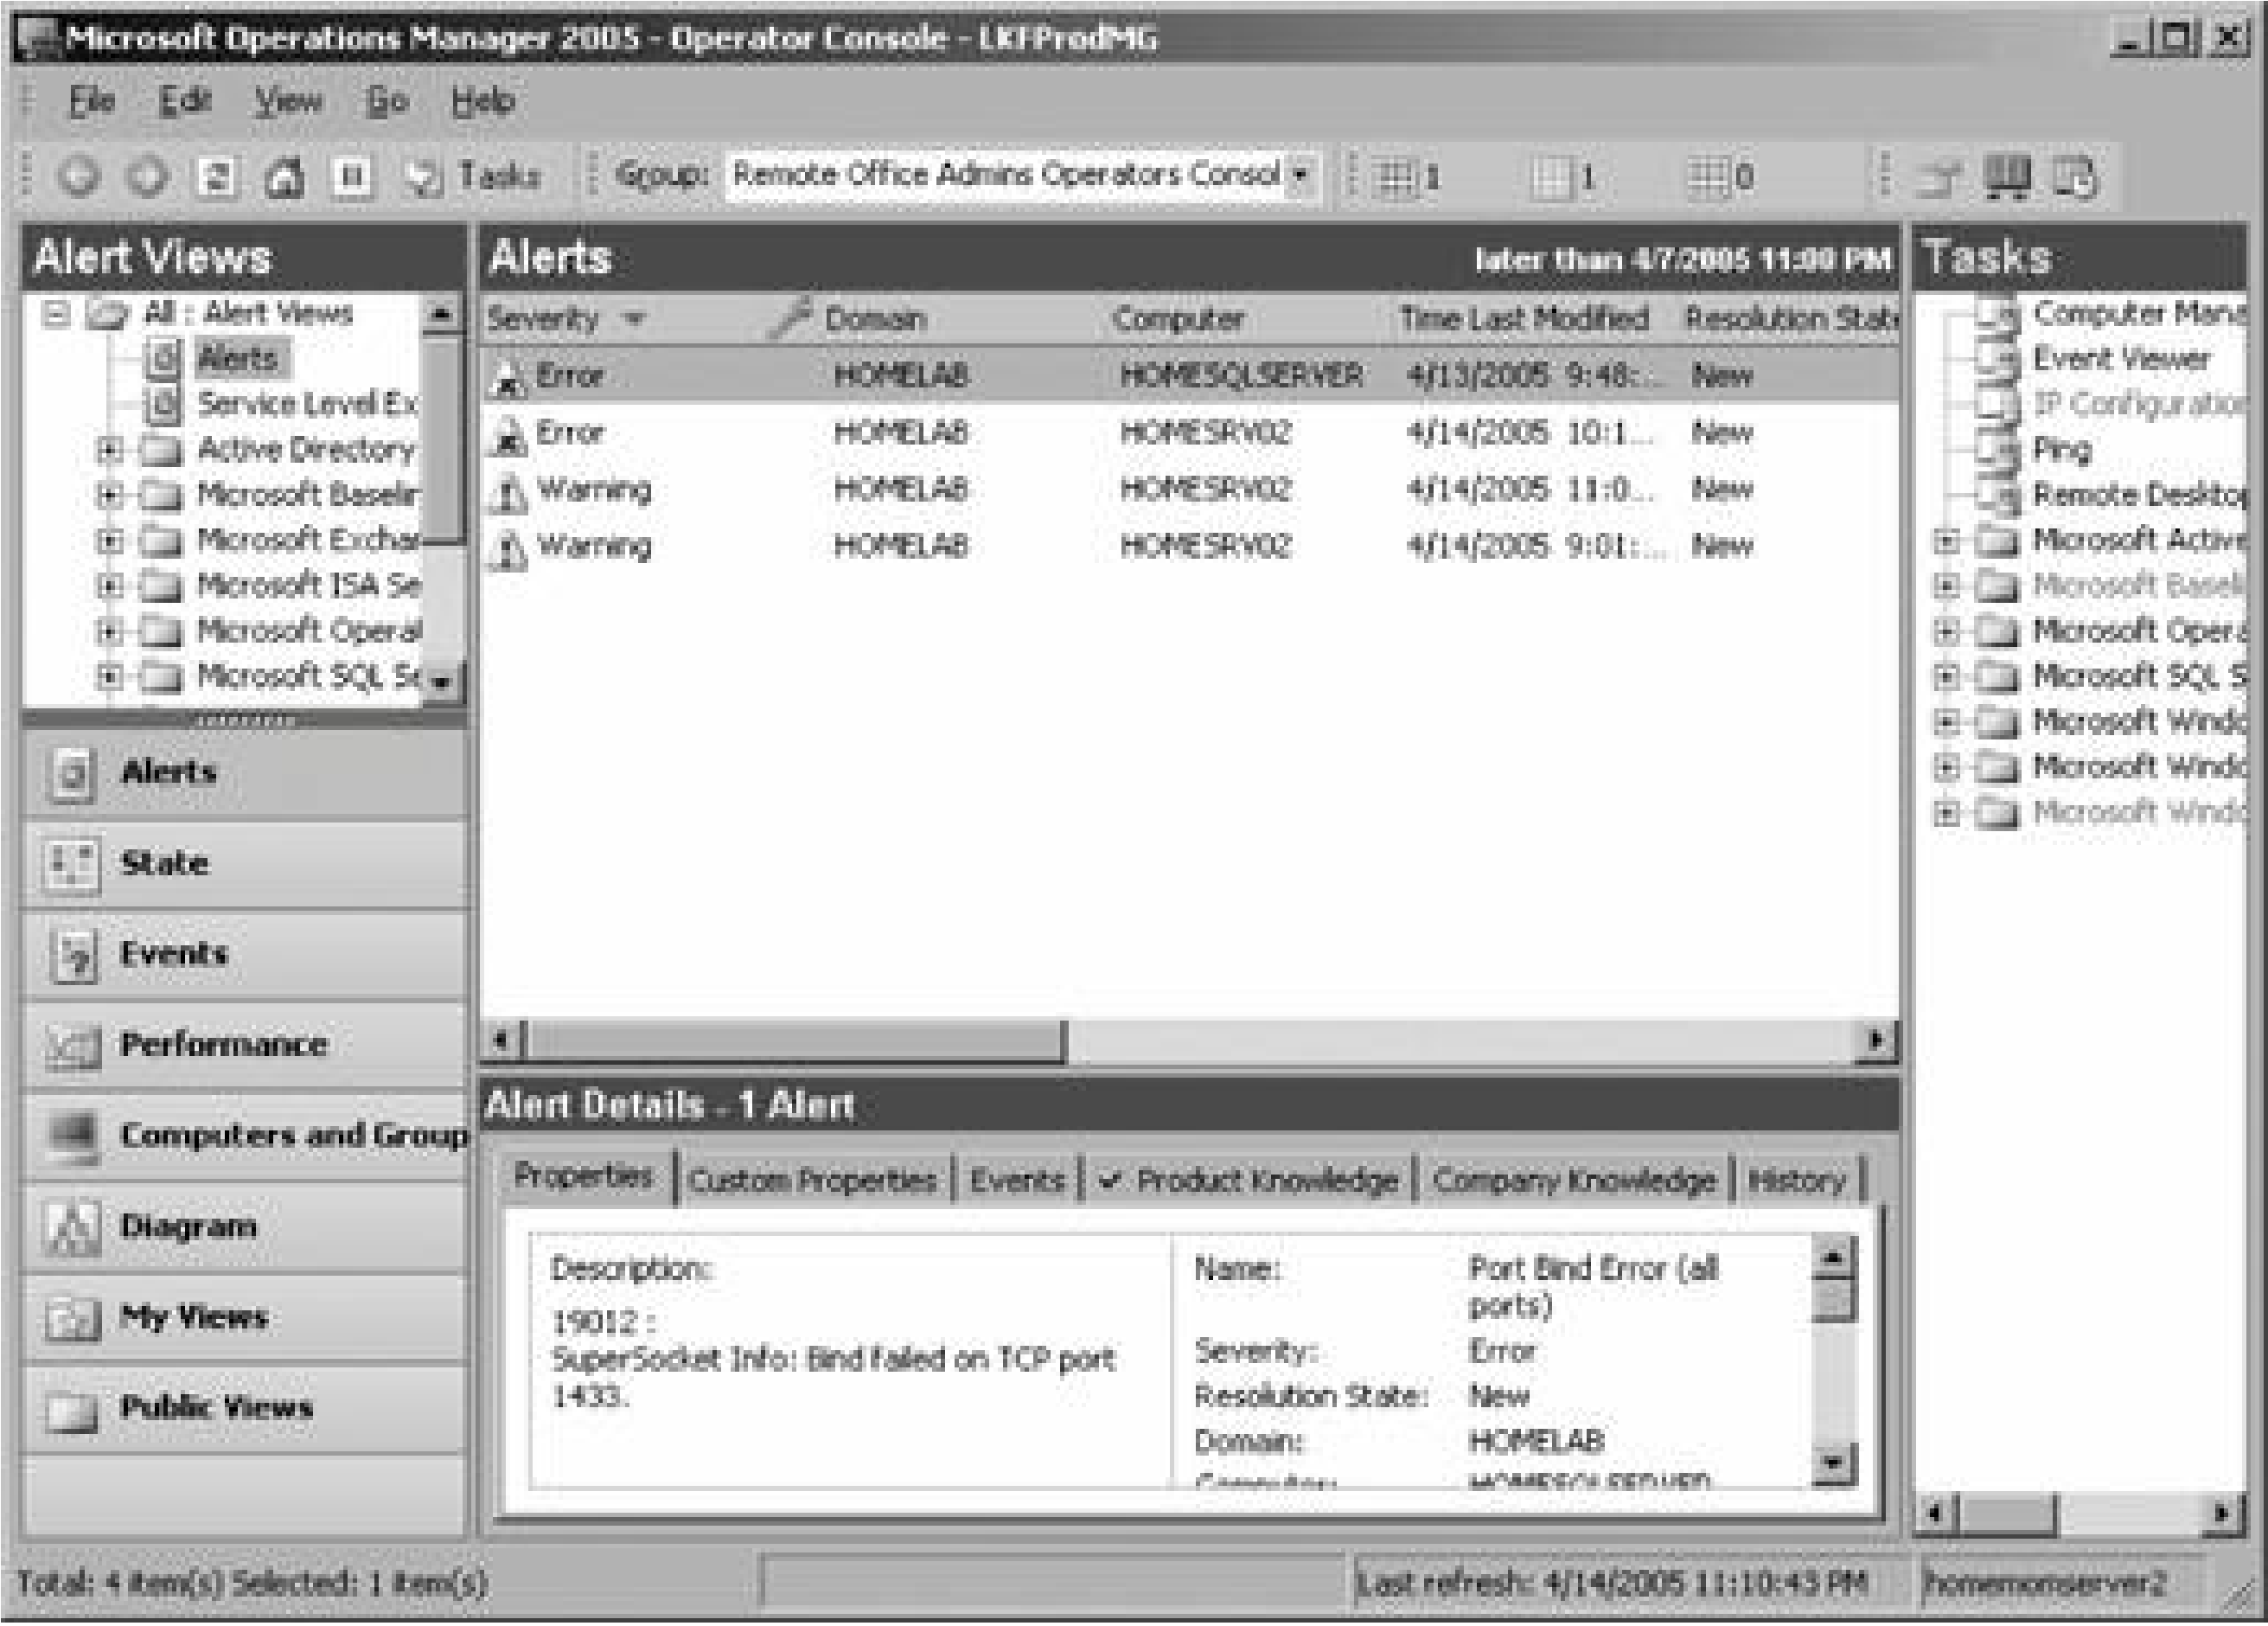 Microsoft Operations Manager 2005 - Operator Console - LKFProdMG
File Edit View Go Help
Tasks Group: Remote Office Admins Operators Consol 1 1 0
Alert Views
All : Alert Views
Alerts
Service Level Ex
Active Directory
Microsoft Baselin
Microsoft Exchan
Microsoft ISA Se
Microsoft Operat
Microsoft SQL Se
Alerts
State
Events
Performance
Computers and Group
Diagram
My Views
Public Views
Alerts later than 4/7/2005 11:00 PM
Severity Domain Computer Time Last Modified Resolution State
Error HOMELAB HOMESQLSERVER 4/13/2005 9:48:... New
Error HOMELAB HOMESRV02 4/14/2005 10:1... New
Warning HOMELAB HOMESRV02 4/14/2005 11:0... New
Warning HOMELAB HOMESRV02 4/14/2005 9:01:... New
Alert Details - 1 Alert
Properties Custom Properties Events Product Knowledge Company Knowledge History
Description:
19012 :
SuperSocket Info: Bind failed on TCP port
1433.
Name: Port Bind Error (all
ports)
Severity: Error
Resolution State: New
Domain: HOMELAB
Computer: HOMESQLSERVER
Tasks
Computer Mana
Event Viewer
IP Configuration
Ping
Remote Desktop
Microsoft Active
Microsoft Baseli
Microsoft Opera
Microsoft SQL S
Microsoft Windo
Microsoft Windo
Microsoft Windo
Total: 4 item(s) Selected: 1 item(s)
Last refresh: 4/14/2005 11:10:43 PM
homemomserver2